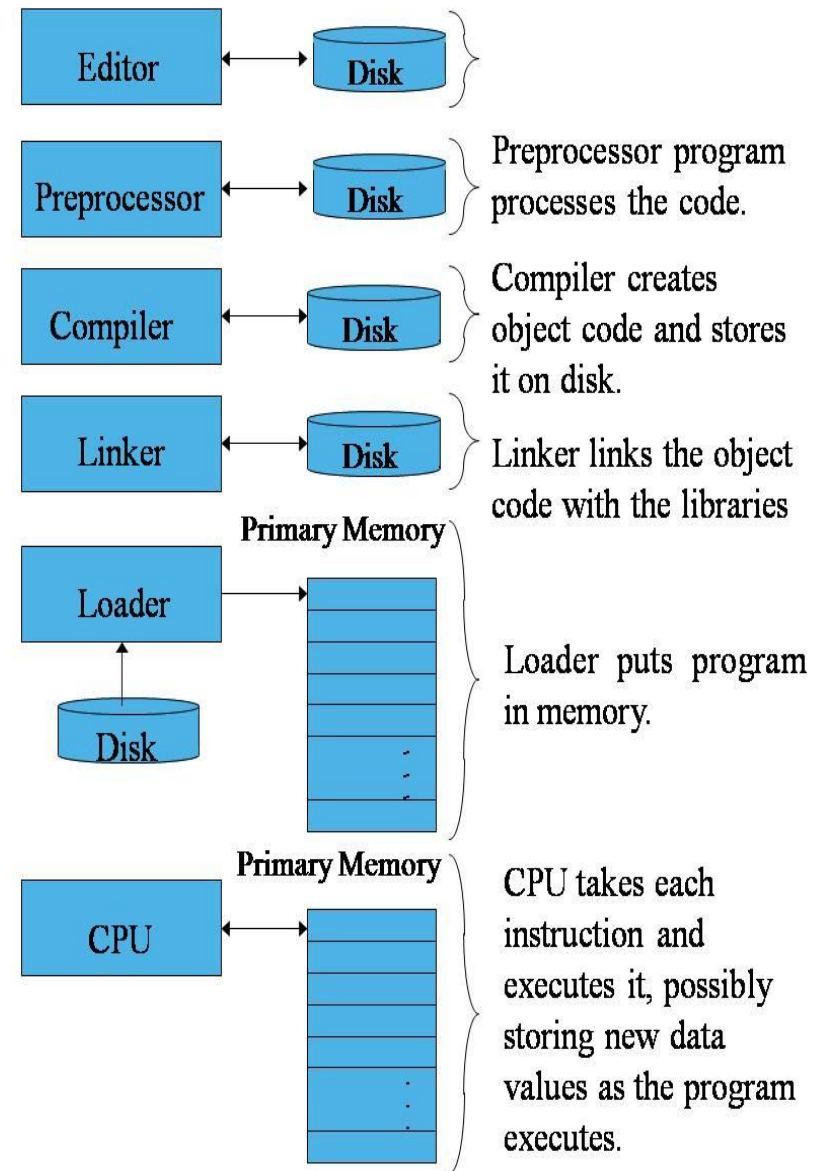 Editor
Disk
Preprocessor
Disk
Preprocessor program
processes the code.
Compiler
Disk
Compiler creates
object code and stores
it on disk.
Linker
Disk
Linker links the object
code with the libraries
Primary Memory
Loader
Disk
Loader puts program
in memory.
Primary Memory
CPU
CPU takes each
instruction and
executes it, possibly
storing new data
values as the program
executes.